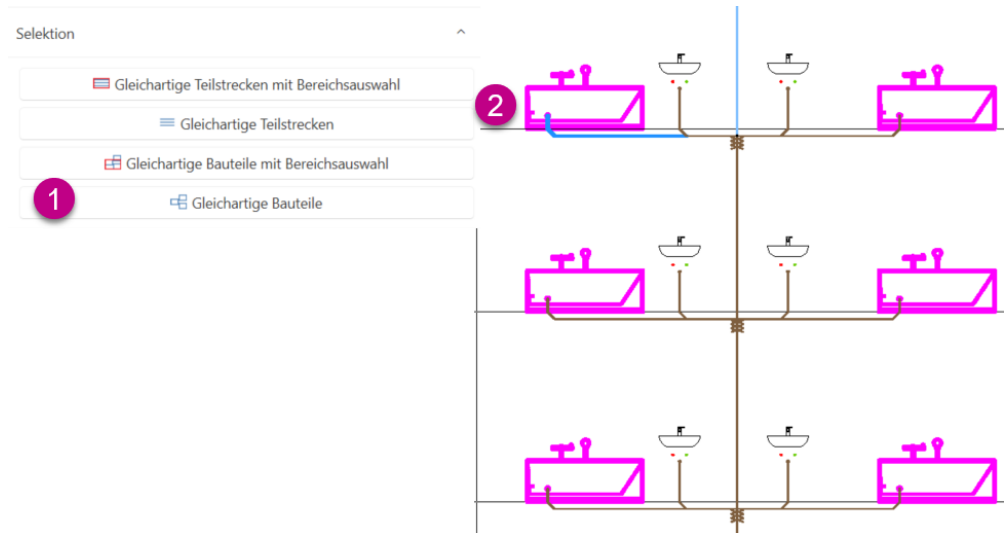 Selektion
Gleichartige Teilstrecken mit Bereichsauswahl
2
Gleichartige Teilstrecken
Gleichartige Bauteile mit Bereichsauswahl
1
Gleichartige Bauteile